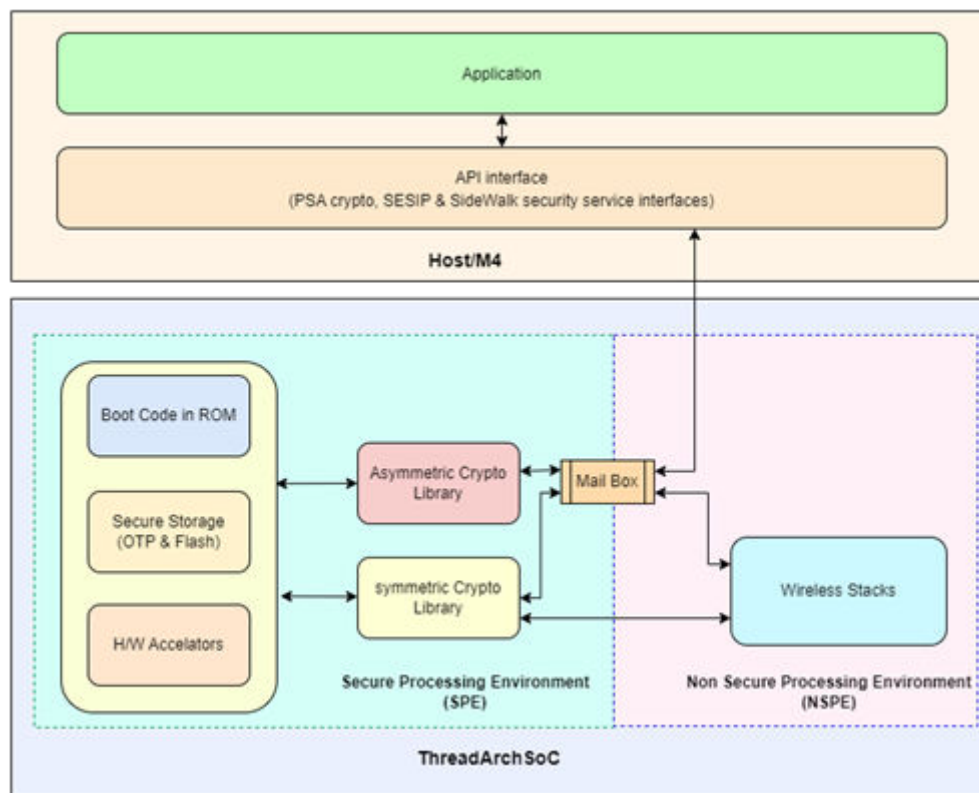 Application
API interface
(PSA crypto, SESIP & SideWalk security service interfaces)
Host/M4
Boot Code in ROM
Secure Storage
(OTP & Flash)
H/W Accelators
Asymmetric Crypto
Library
symmetric Crypto
Library
Mail Box
Wireless Stacks
Secure Processing Environment
(SPE)
Non Secure Processing Environment
(NSPE)
ThreadArchSoC